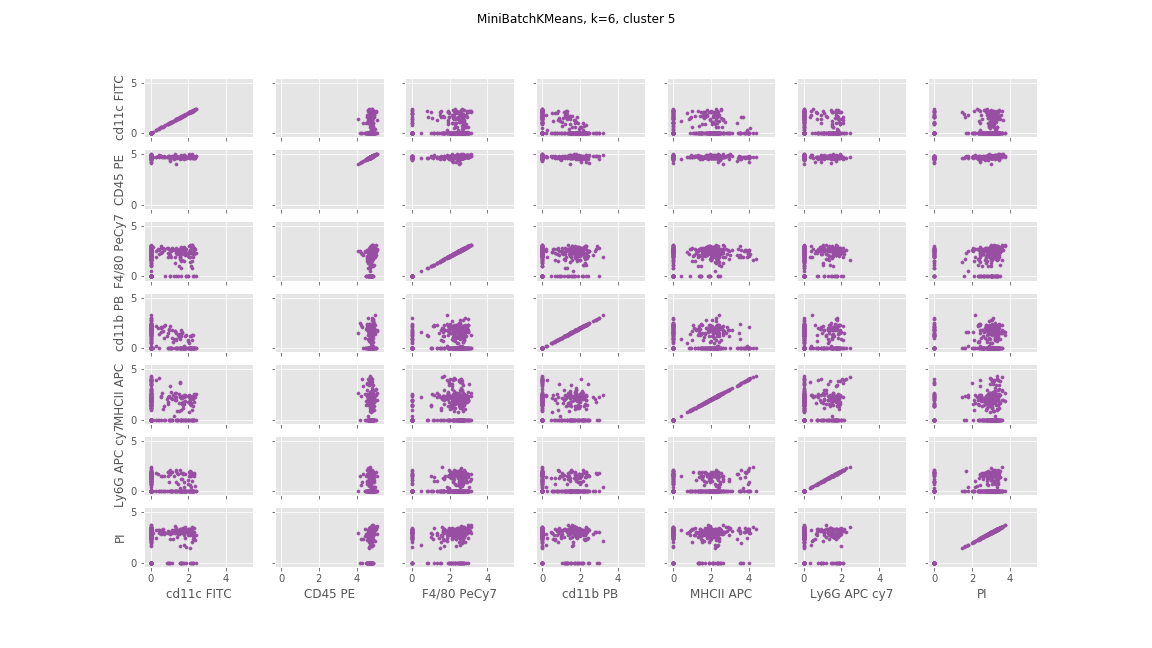 MiniBatchKMeans, k=6, cluster 5
cd11c FITC
5
0
CD45 PE
5
0
F4/80 PeCy7
5
0
cd11b PB
5
0
MHCII APC
5
0
Ly6G APC cy7
5
0
PI
5
0
0 2 4 0 2 4 0 2 4 0 2 4 0 2 4 0 2 4 0 2 4
cd11c FITC CD45 PE F4/80 PeCy7 cd11b PB MHCII APC Ly6G APC cy7 PI